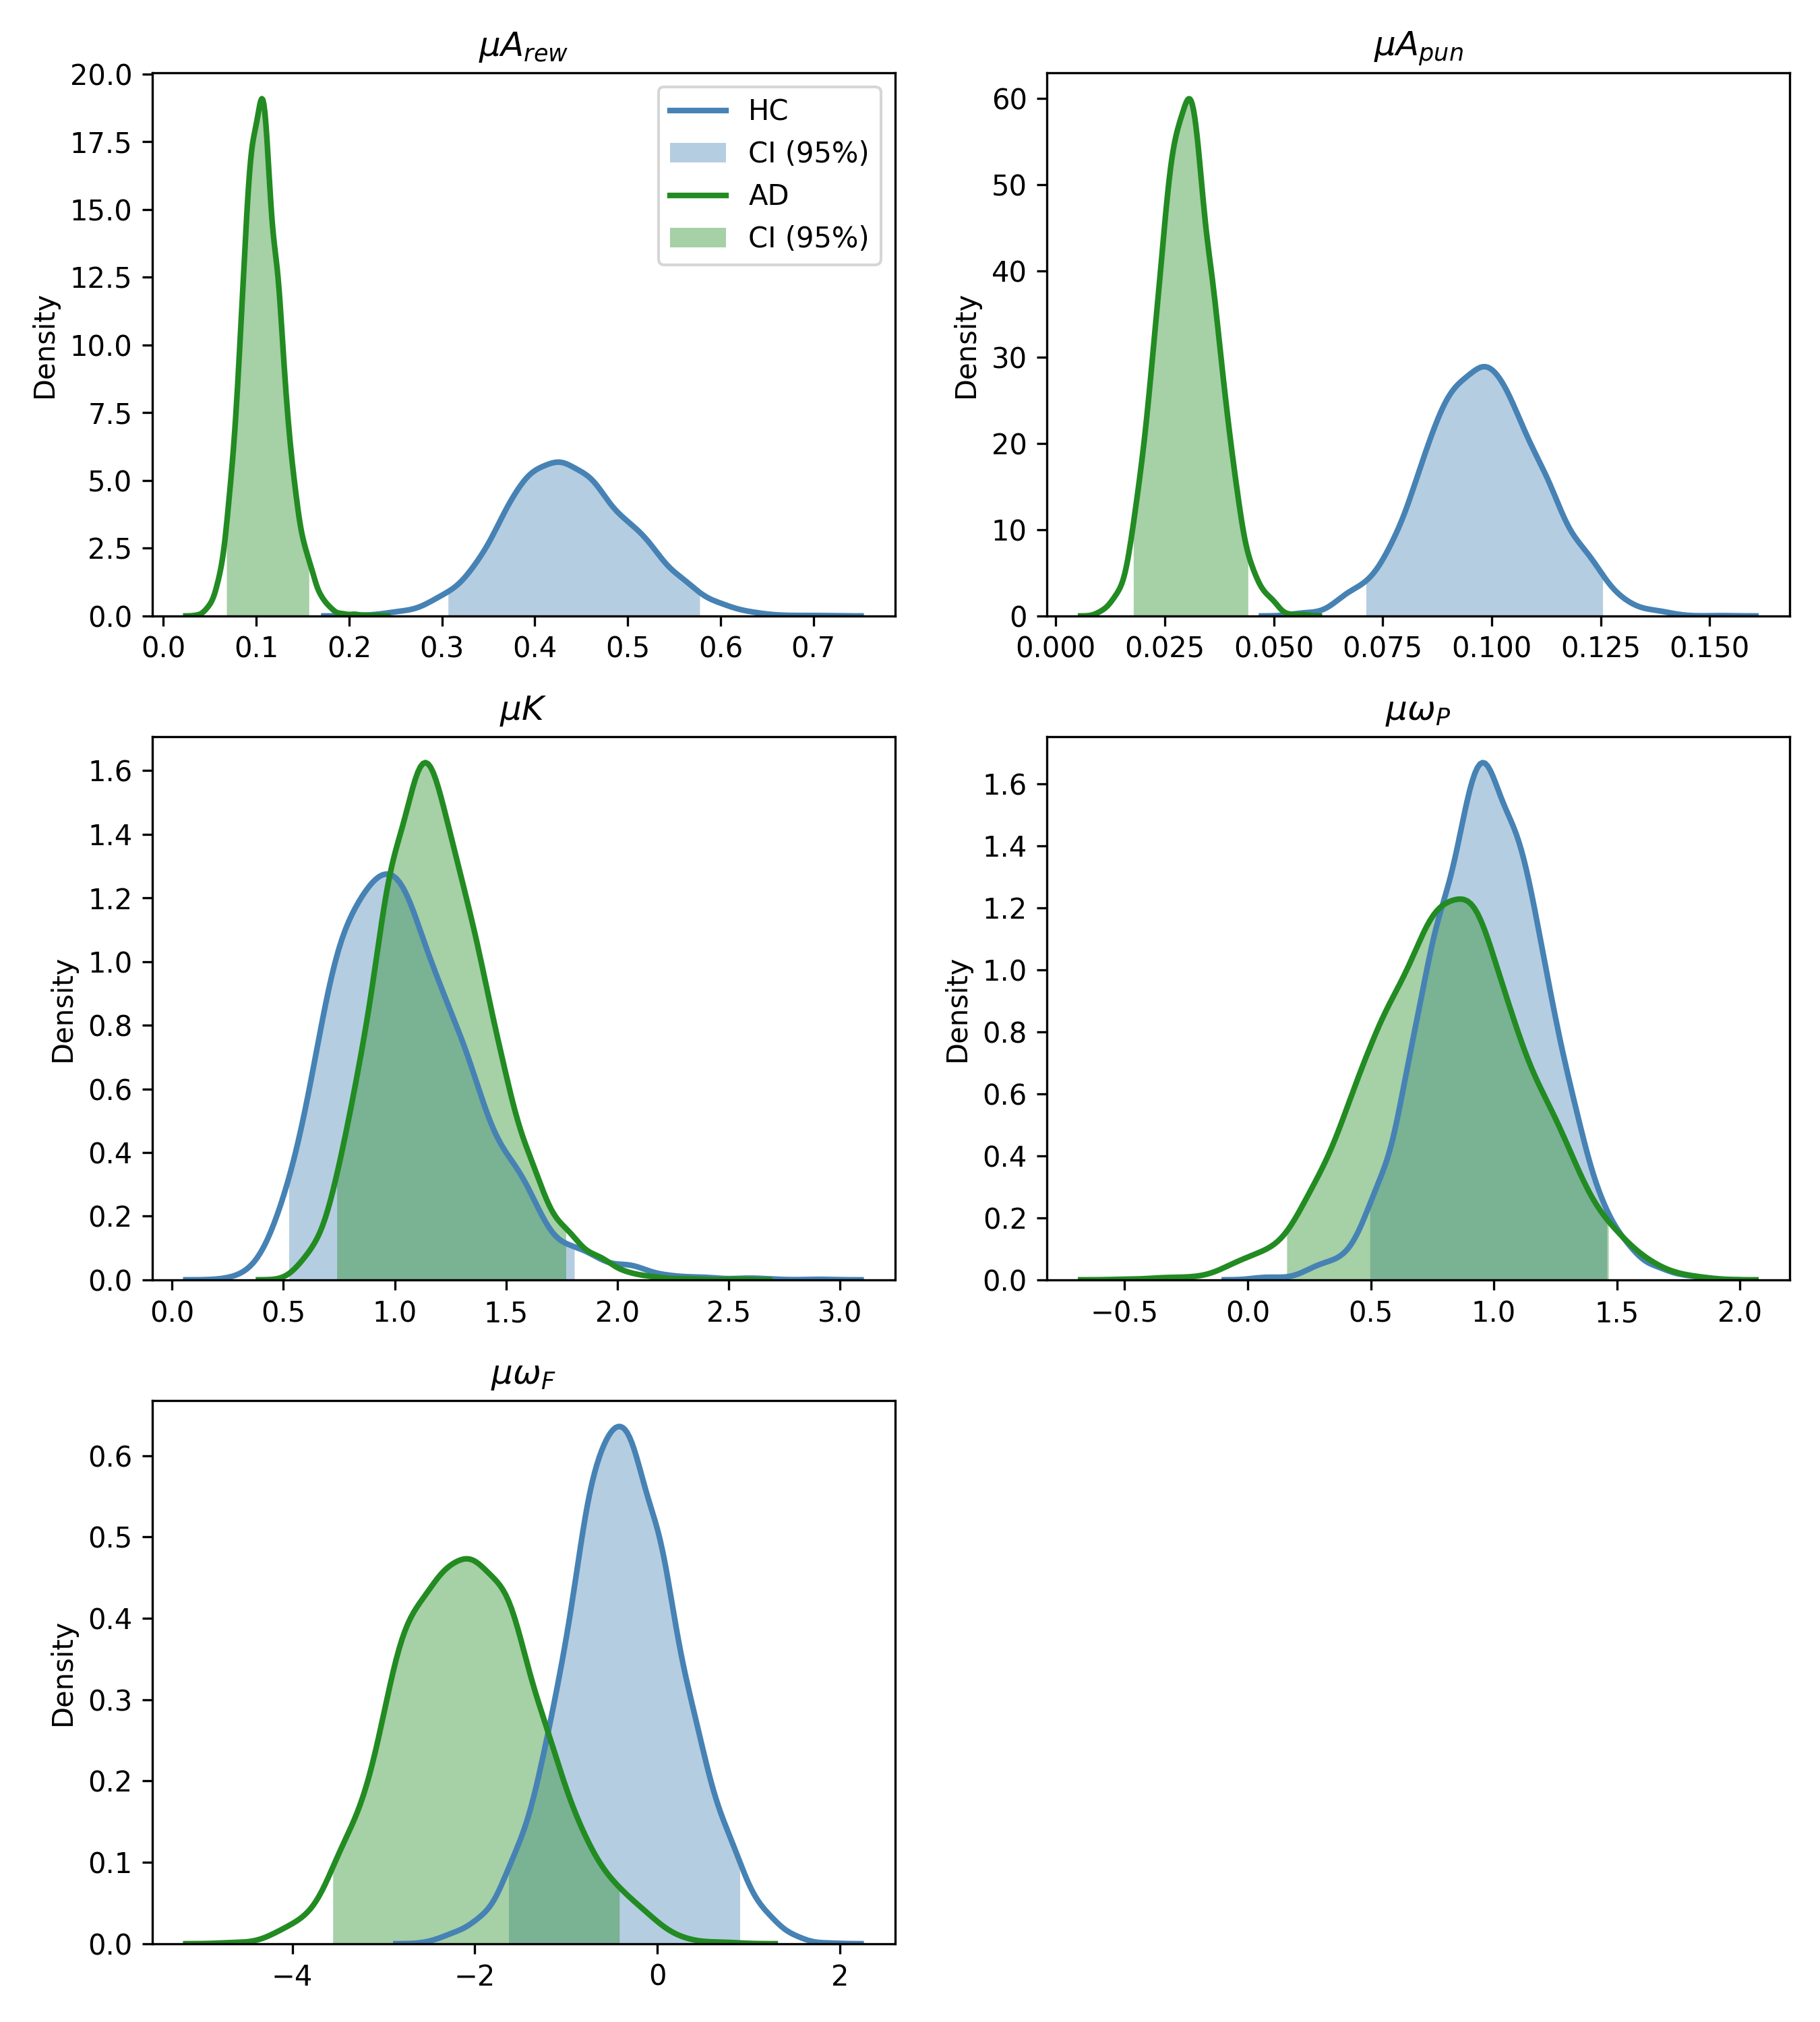 μA_rew
Density
20.0
17.5
15.0
12.5
10.0
7.5
5.0
2.5
0.0
0.0 0.1 0.2 0.3 0.4 0.5 0.6 0.7
HC
CI (95%)
AD
CI (95%)
μA_pun
Density
60
50
40
30
20
10
0
0.000 0.025 0.050 0.075 0.100 0.125 0.150
μK
Density
1.6
1.4
1.2
1.0
0.8
0.6
0.4
0.2
0.0
0.0 0.5 1.0 1.5 2.0 2.5 3.0
μω_P
Density
1.6
1.4
1.2
1.0
0.8
0.6
0.4
0.2
0.0
−0.5 0.0 0.5 1.0 1.5 2.0
μω_F
Density
0.6
0.5
0.4
0.3
0.2
0.1
0.0
−4 −2 0 2